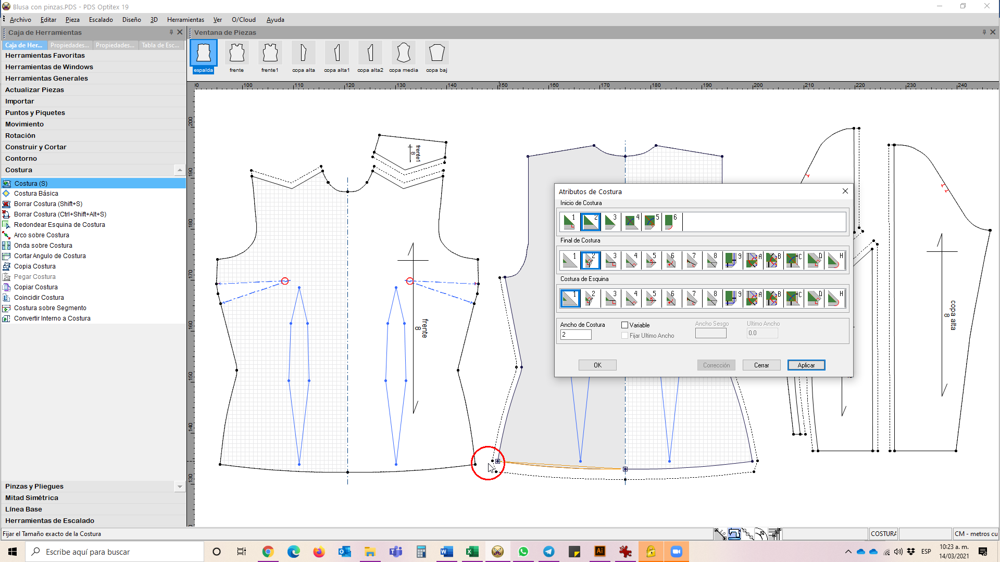 Blusa con pinzas.PDS - PDS Optitex 19
Archivo Editar Pieza Escalado Diseño 3D Herramientas Ver O/Cloud Ayuda
Caja de Herramientas
Ventana de Piezas
Caja de Her... Propiedades... Propiedades... Tabla de Esc...
Herramientas Favoritas
Herramientas de Windows
Herramientas Generales
Actualizar Piezas
Importar
Puntos y Piquetes
Movimiento
Rotación
Construir y Cortar
Contorno
Costura
Costura (S)
Costura Básica
Borrar Costura (Shift+S)
Borrar Costura (Ctrl+Shift+Alt+S)
Redondear Esquina de Costura
Arco sobre Costura
Onda sobre Costura
Cortar Angulo de Costura
Copia Costura
Pegar Costura
Copiar Costura
Coincidir Costura
Costura sobre Segmento
Convertir Interno a Costura
Pinzas y Pliegues
Mitad Simétrica
Línea Base
Herramientas de Escalado
espalda frente frente1 copa alta copa alta1 copa alta2 copa media copa baj
100 110 120 130 140 150 160 170 180 190 200 210 220 230 240
200
190
180
170
160
150
140
130
frente1
8
frente
8
copa alta
8
Atributos de Costura
Inicio de Costura
1 2 3 4 5 6
Final de Costura
1 2 3 4 5 6 7 8 9 A B C D H
Costura de Esquina
1 2 3 4 5 6 7 8 9 A B C D H
Ancho de Costura Variable Ancho Sesgo Ultimo Ancho
2 Fijar Ultimo Ancho 0.0
OK Corrección Cerrar Aplicar
Fijar el Tamaño exacto de la Costura
COSTURA
CM - metros cu
Escribe aquí para buscar
ESP
10:23 a. m.
14/03/2021